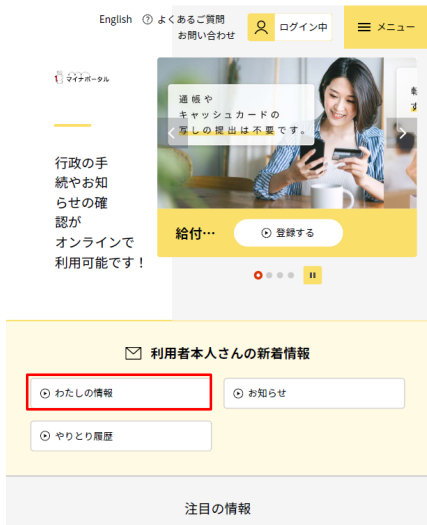 English
よくあるご質問
お問い合わせ
ログイン中
メニュー
マイナポータル
通帳や
キャッシュカードの
写しの提出は不要です。
行政の手
続やお知
らせの確
認が
オンラインで
利用可能です！
給付…
登録する
利用者本人さんの新着情報
わたしの情報
お知らせ
やりとり履歴
注目の情報